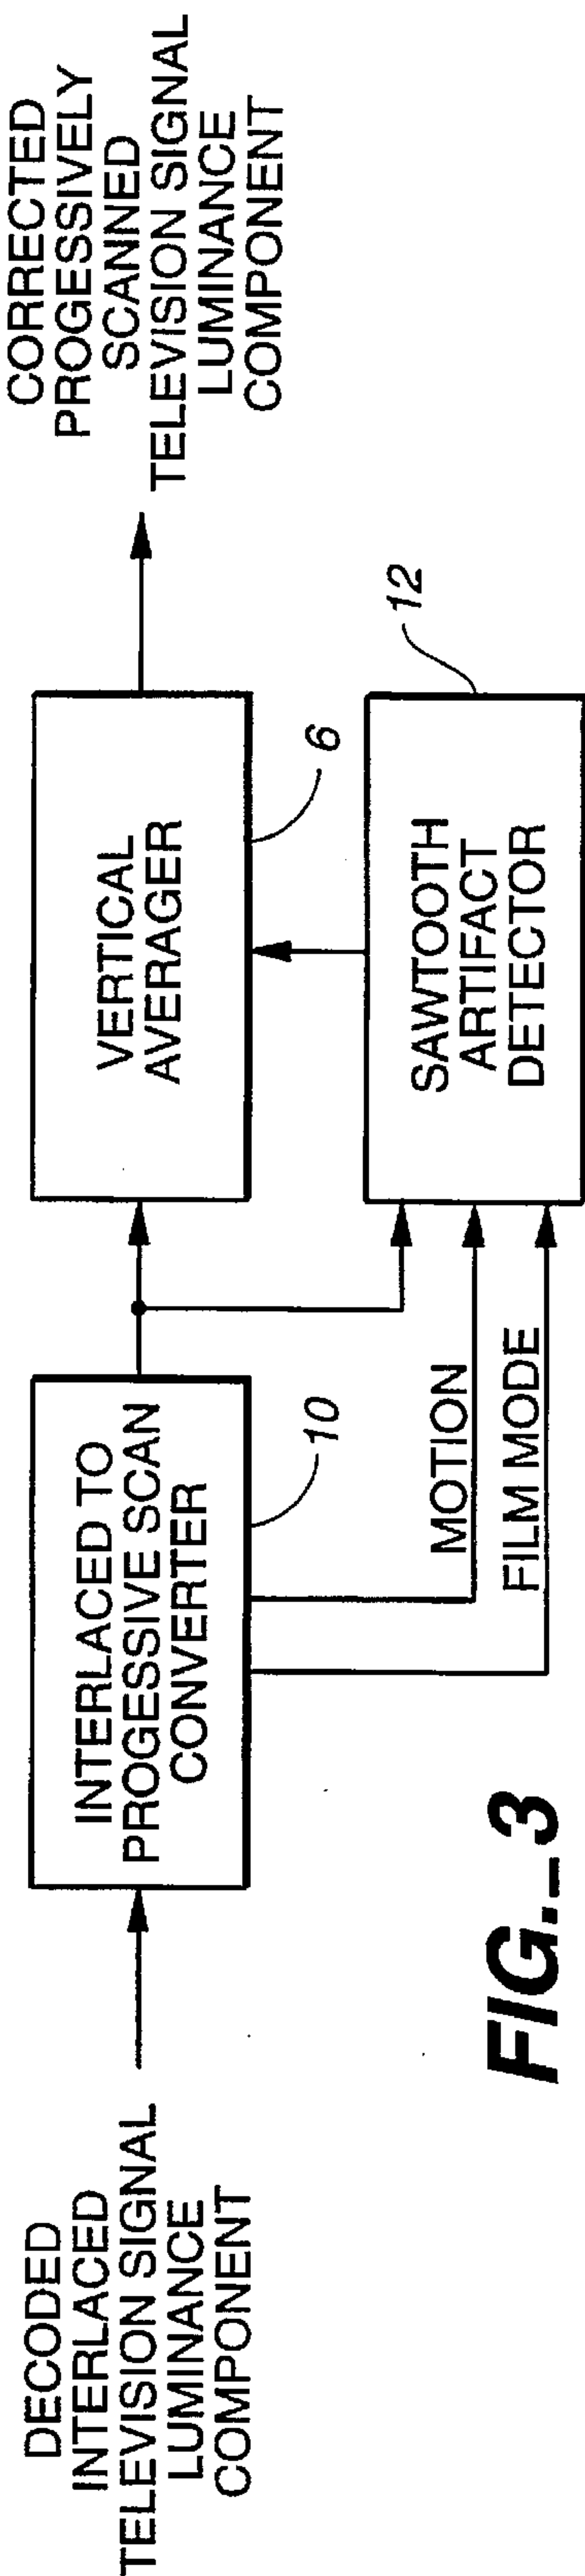 DECODED
INTERLACED
TELEVISION SIGNAL
LUMINANCE
COMPONENT
INTERLACED TO
PROGESSIVE SCAN
CONVERTER
10
MOTION
FILM MODE
VERTICAL
AVERAGER
6
SAWTOOTH
ARTIFACT
DETECTOR
12
CORRECTED
PROGESSIVELY
SCANNED
TELEVISION SIGNAL
LUMINANCE
COMPONENT
FIG._3